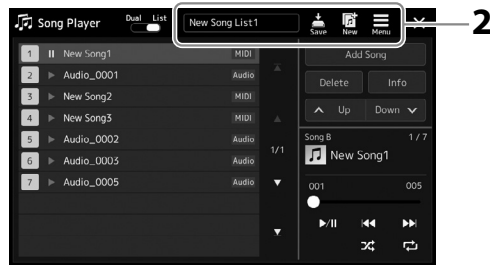 Song Player Dual List New Song List1 Save New Menu 2
1 New Song1 MIDI
2 Audio_0001 Audio
3 New Song2 MIDI
4 New Song3 MIDI
5 Audio_0002 Audio
6 Audio_0003 Audio
7 Audio_0005 Audio
1/1
Add Song
Delete Info
Up Down
Song B 1 / 7
New Song1
001 005